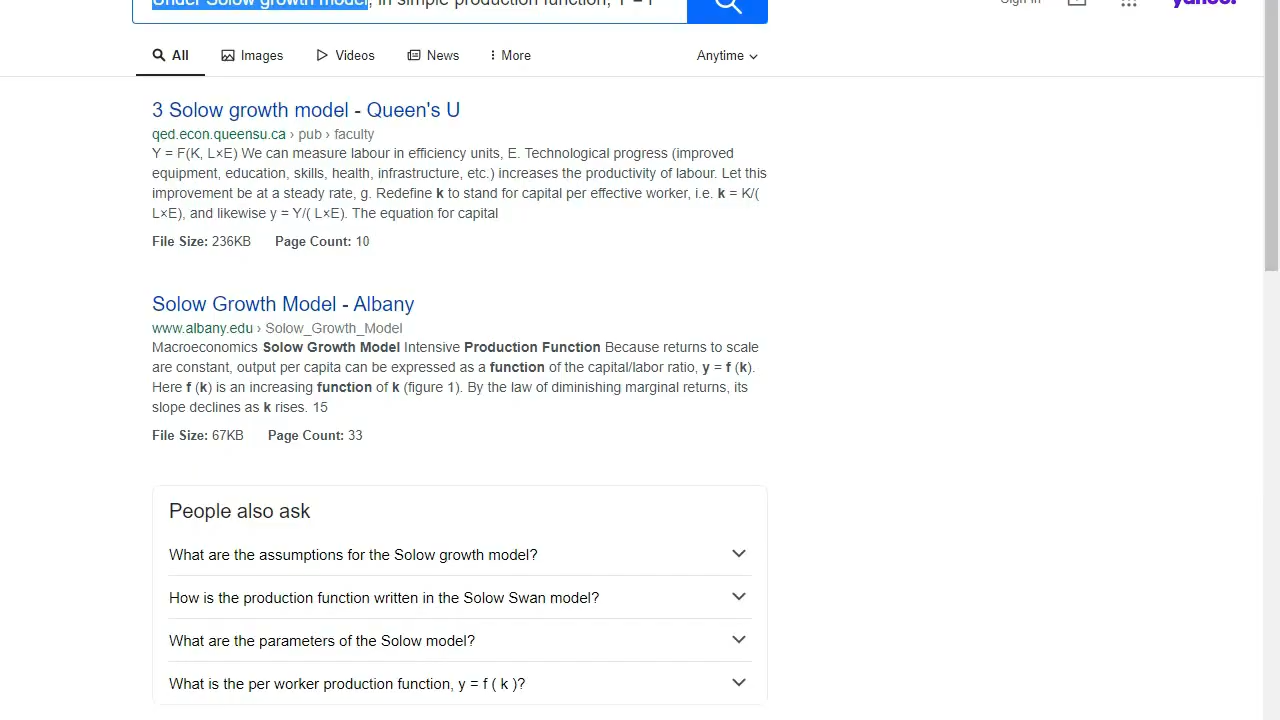 Under Solow growth model, in simple production function, Y = F
Sign in
yahoo!
All
Images
Videos
News
More
Anytime
3 Solow growth model - Queen's U
qed.econ.queensu.ca › pub › faculty
Y = F(K, L×E) We can measure labour in efficiency units, E. Technological progress (improved
equipment, education, skills, health, infrastructure, etc.) increases the productivity of labour. Let this
improvement be at a steady rate, g. Redefine k to stand for capital per effective worker, i.e. k = K/(
L×E), and likewise y = Y/( L×E). The equation for capital
File Size: 236KB Page Count: 10
Solow Growth Model - Albany
www.albany.edu › Solow_Growth_Model
Macroeconomics Solow Growth Model Intensive Production Function Because returns to scale
are constant, output per capita can be expressed as a function of the capital/labor ratio, y = f (k).
Here f (k) is an increasing function of k (figure 1). By the law of diminishing marginal returns, its
slope declines as k rises. 15
File Size: 67KB Page Count: 33
People also ask
What are the assumptions for the Solow growth model?
How is the production function written in the Solow Swan model?
What are the parameters of the Solow model?
What is the per worker production function, y = f ( k )?